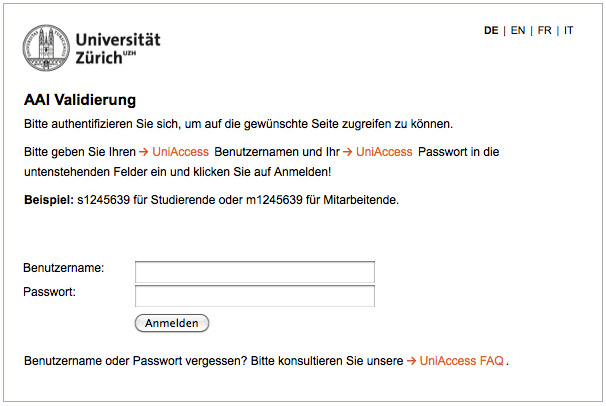 Universität
Zürich UZH
DE | EN | FR | IT
AAI Validierung
Bitte authentifizieren Sie sich, um auf die gewünschte Seite zugreifen zu können.
Bitte geben Sie Ihren → UniAccess Benutzernamen und Ihr → UniAccess Passwort in die
untenstehenden Felder ein und klicken Sie auf Anmelden!
Beispiel: s1245639 für Studierende oder m1245639 für Mitarbeitende.
Benutzername:
Passwort:
Anmelden
Benutzername oder Passwort vergessen? Bitte konsultieren Sie unsere → UniAccess FAQ.